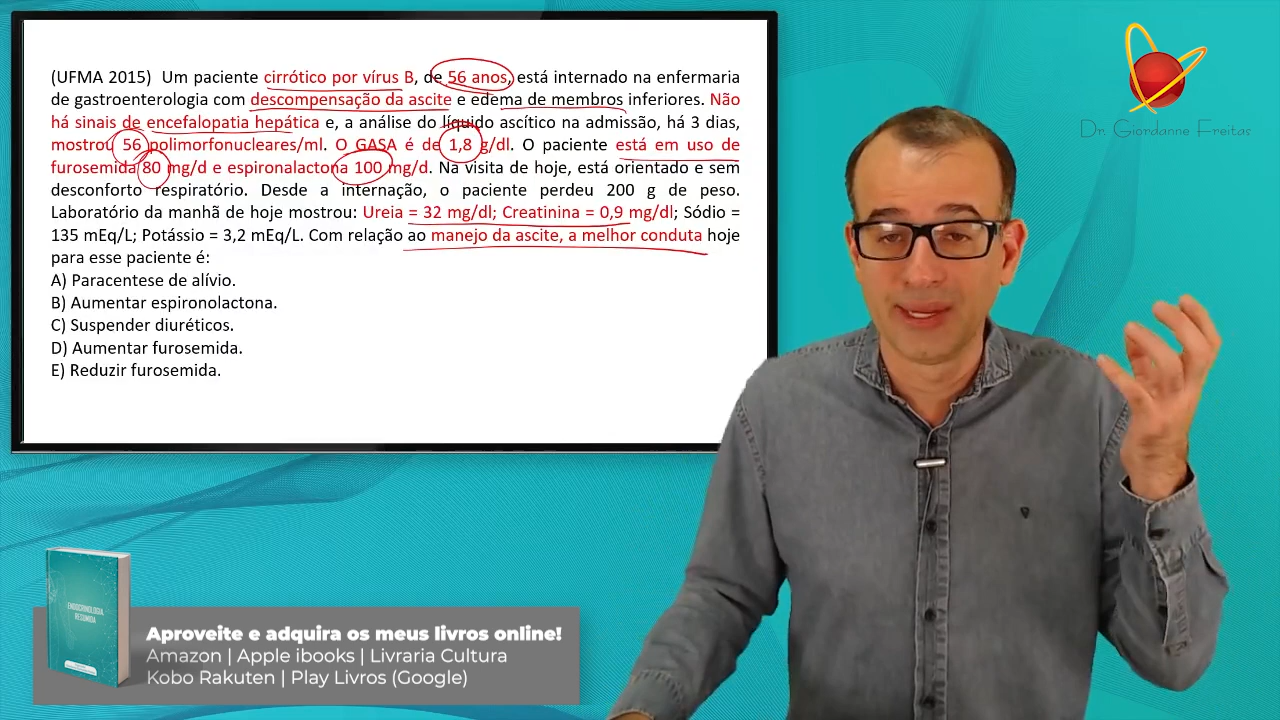 (UFMA 2015) Um paciente cirrótico por vírus B, de 56 anos, está internado na enfermaria
de gastroenterologia com descompensação da ascite e edema de membros inferiores. Não
há sinais de encefalopatia hepática e, a análise do líquido ascítico na admissão, há 3 dias,
mostrou 56 polimorfonucleares/ml. O GASA é de 1,8 g/dl. O paciente está em uso de
furosemida 80 mg/d e espironalactona 100 mg/d. Na visita de hoje, está orientado e sem
desconforto respiratório. Desde a internação, o paciente perdeu 200 g de peso.
Laboratório da manhã de hoje mostrou: Ureia = 32 mg/dl; Creatinina = 0,9 mg/dl; Sódio =
135 mEq/L; Potássio = 3,2 mEq/L. Com relação ao manejo da ascite, a melhor conduta hoje
para esse paciente é:
A) Paracentese de alívio.
B) Aumentar espironolactona.
C) Suspender diuréticos.
D) Aumentar furosemida.
E) Reduzir furosemida.
Dr. Giordanne Freitas
ENDOCRINOLOGIA
RESUMIDA
Aproveite e adquira os meus livros online!
Amazon | Apple ibooks | Livraria Cultura
Kobo Rakuten | Play Livros (Google)